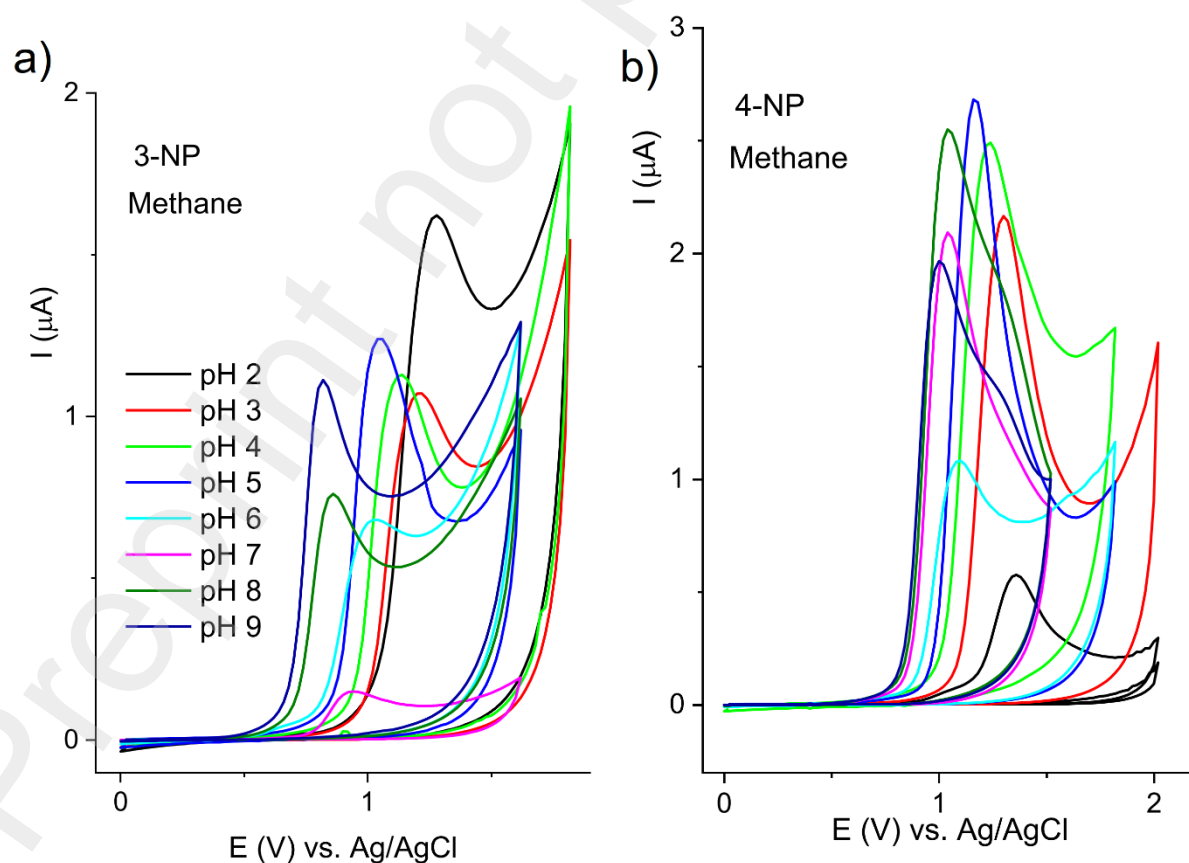 a)
3-NP
Methane
I (μA)
2
1
0
pH 2
pH 3
pH 4
pH 5
pH 6
pH 7
pH 8
pH 9
0
1
E (V) vs. Ag/AgCl
b)
4-NP
Methane
I (μA)
3
2
1
0
0
1
2
E (V) vs. Ag/AgCl
Preprint not p